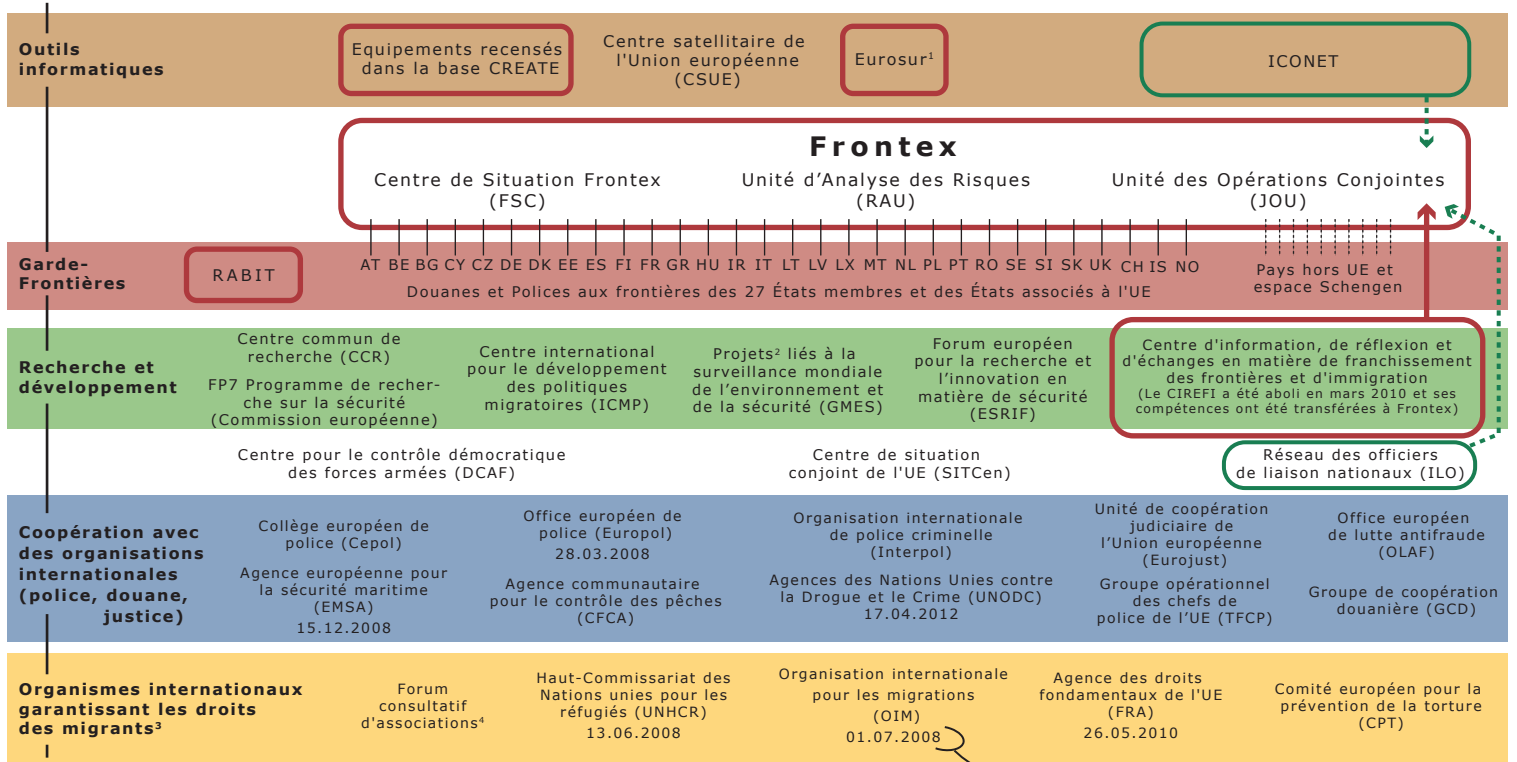 Outils
informatiques
Equipements recensés
dans la base CREATE
Centre satellitaire de
l'Union européenne
(CSUE)
Eurosur¹
ICONET
Frontex
Centre de Situation Frontex
(FSC)
Unité d’Analyse des Risques
(RAU)
Unité des Opérations Conjointes
(JOU)
Garde-
Frontières
RABIT
AT BE BG CY CZ DE DK EE ES FI FR GR HU IR IT LT LV LX MT NL PL PT RO SE SI SK UK CH IS NO
Douanes et Polices aux frontières des 27 États membres et des États associés à l'UE
Pays hors UE et
espace Schengen
Recherche et
développement
Centre commun de
recherche (CCR)
FP7 Programme de recher-
che sur la sécurité
(Commission européenne)
Centre international
pour le développement
des politiques
migratoires (ICMP)
Projets² liés à la
surveillance mondiale
de l’environnement et
de la sécurité (GMES)
Forum européen
pour la recherche et
l’innovation en
matière de sécurité
(ESRIF)
Centre d'information, de réflexion et
d'échanges en matière de franchissement
des frontières et d'immigration
(Le CIREFI a été aboli en mars 2010 et ses
compétences ont été transférées à Frontex)
Centre pour le contrôle démocratique
des forces armées (DCAF)
Centre de situation
conjoint de l'UE (SITCen)
Réseau des officiers
de liaison nationaux (ILO)
Coopération avec
des organisations
internationales
(police, douane,
justice)
Collège européen de
police (Cepol)
Agence européenne pour
la sécurité maritime
(EMSA)
15.12.2008
Office européen de
police (Europol)
28.03.2008
Agence communautaire
pour le contrôle des pêches
(CFCA)
Organisation internationale
de police criminelle
(Interpol)
Agences des Nations Unies contre
la Drogue et le Crime (UNODC)
17.04.2012
Unité de coopération
judiciaire de
l’Union européenne
(Eurojust)
Groupe opérationnel
des chefs de
police de l’UE (TFCP)
Office européen
de lutte antifraude
(OLAF)
Groupe de coopération
douanière (GCD)
Organismes internationaux
garantissant les droits
des migrants³
Forum
consultatif
d'associations⁴
Haut-Commissariat des
Nations unies pour les
réfugiés (UNHCR)
13.06.2008
Organisation internationale
pour les migrations
(OIM)
01.07.2008
Agence des droits
fondamentaux de l'UE
(FRA)
26.05.2010
Comité européen pour la
prévention de la torture
(CPT)